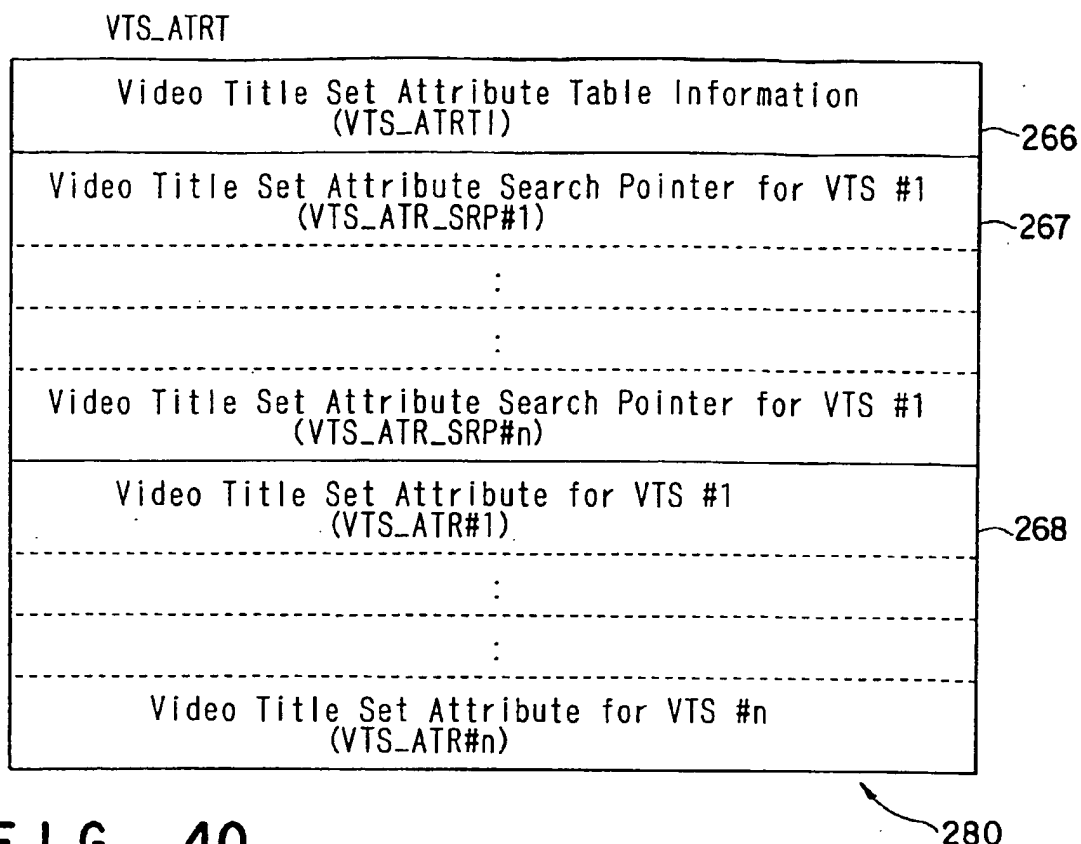 VTS_ATRT
Video Title Set Attribute Table Information
(VTS_ATRTI)
266
Video Title Set Attribute Search Pointer for VTS #1
(VTS_ATR_SRP#1)
267
:
:
Video Title Set Attribute Search Pointer for VTS #1
(VTS_ATR_SRP#n)
Video Title Set Attribute for VTS #1
(VTS_ATR#1)
268
:
:
Video Title Set Attribute for VTS #n
(VTS_ATR#n)
280
FIG. 40